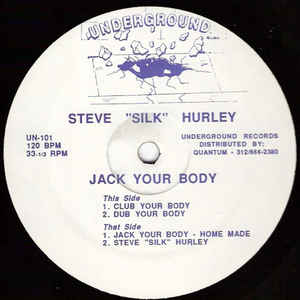 UNDERGROUND
STEVE "SILK" HURLEY
UN-101
120 BPM
33-1/3 RPM
UNDERGROUND RECORDS
DISTRIBUTED BY:
QUANTUM - 312/666-2380
JACK YOUR BODY
This Side
1. CLUB YOUR BODY
2. DUB YOUR BODY
That Side
1. JACK YOUR BODY - HOME MADE
2. STEVE "SILK" HURLEY